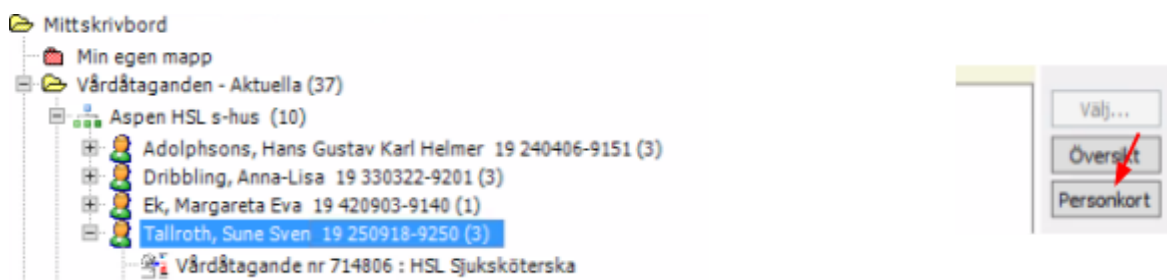 Mittskrivbord
Min egen mapp
Vårdåtaganden - Aktuella (37)
Aspen HSL s-hus (10)
Adolphsons, Hans Gustav Karl Helmer 19 240406-9151 (3)
Dribbling, Anna-Lisa 19 330322-9201 (3)
Ek, Margareta Eva 19 420903-9140 (1)
Tallroth, Sune Sven 19 250918-9250 (3)
Vårdåtagande nr 714806 : HSL Sjuksköterska
Välj...
Översikt
Personkort